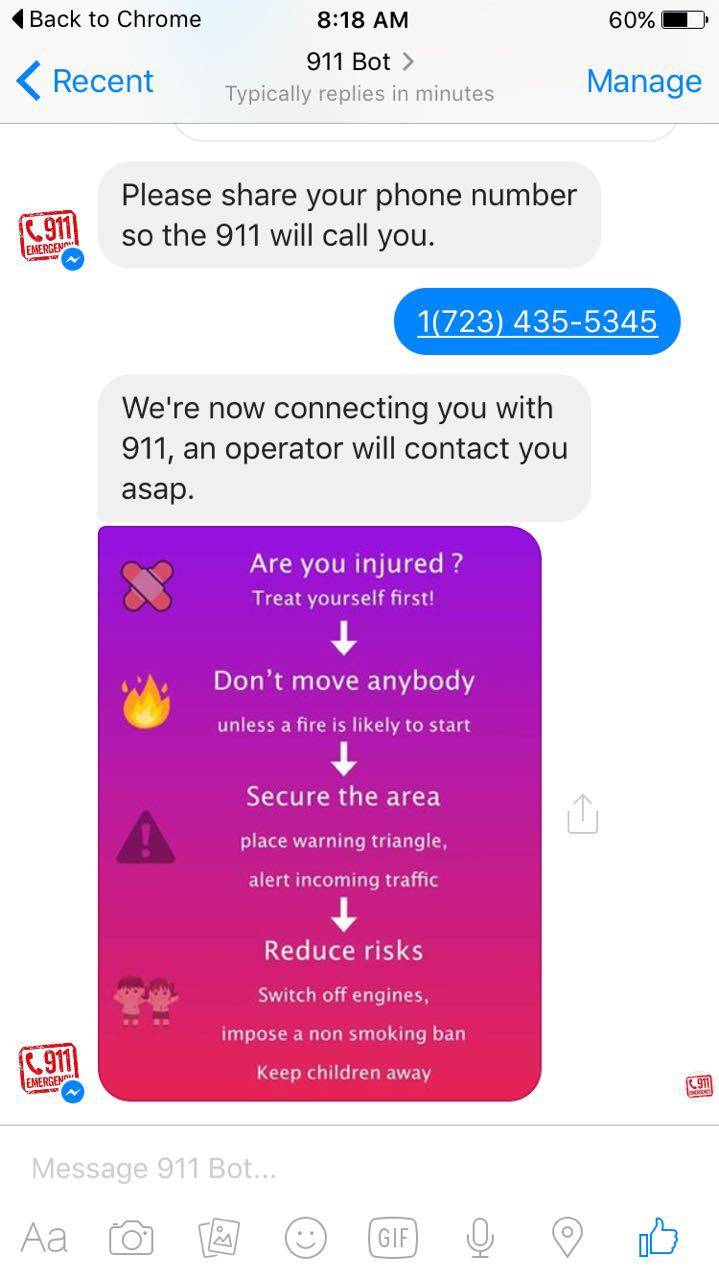 Back to Chrome 8:18 AM 60%
Recent 911 Bot Manage
Typically replies in minutes
Please share your phone number
so the 911 will call you.
911
EMERGENCY
1(723) 435-5345
We're now connecting you with
911, an operator will contact you
asap.
Are you injured ?
Treat yourself first!
Don't move anybody
unless a fire is likely to start
Secure the area
place warning triangle,
alert incoming traffic
Reduce risks
Switch off engines,
impose a non smoking ban
Keep children away
911
EMERGENCY
911
EMERGENCY
Message 911 Bot...
Aa GIF